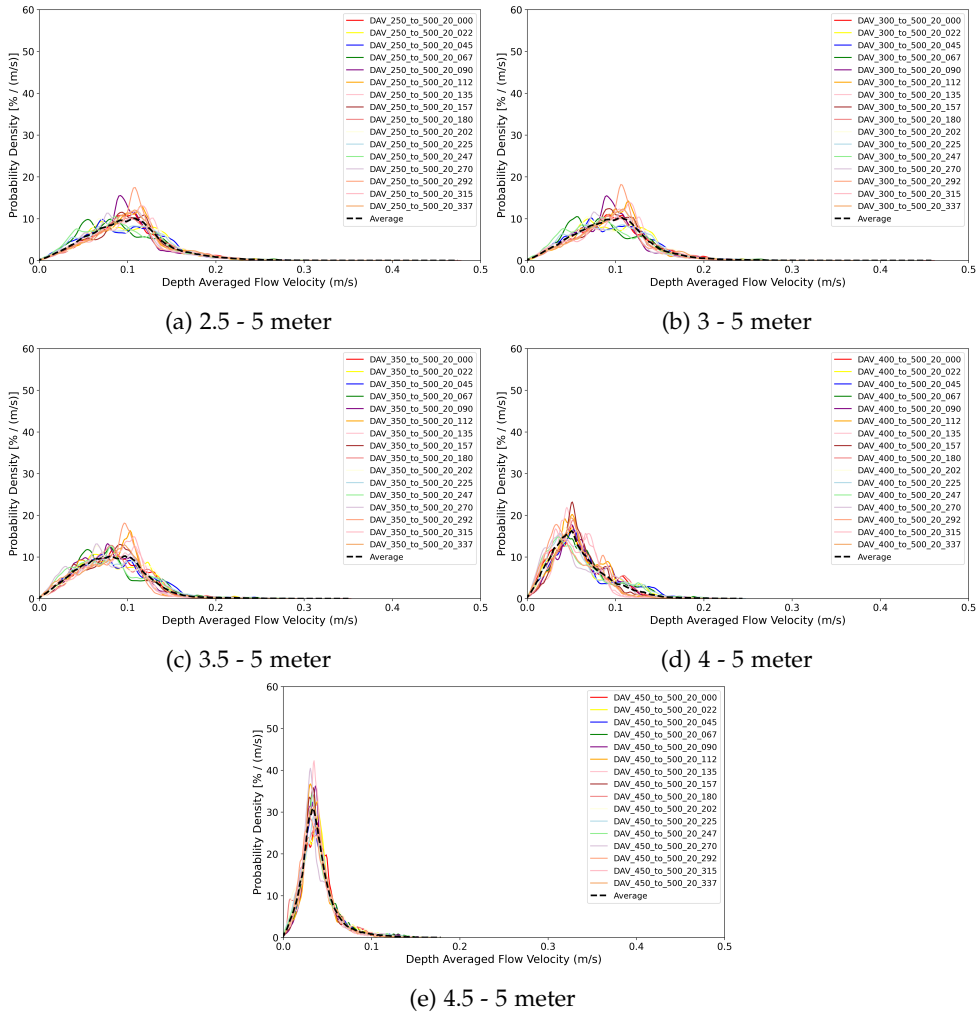 60
50
40
30
20
10
0
Probability Density [% / (m/s)]
0.0 0.1 0.2 0.3 0.4 0.5
Depth Averaged Flow Velocity (m/s)
DAV_250_to_500_20_000
DAV_250_to_500_20_022
DAV_250_to_500_20_045
DAV_250_to_500_20_067
DAV_250_to_500_20_090
DAV_250_to_500_20_112
DAV_250_to_500_20_135
DAV_250_to_500_20_157
DAV_250_to_500_20_180
DAV_250_to_500_20_202
DAV_250_to_500_20_225
DAV_250_to_500_20_247
DAV_250_to_500_20_270
DAV_250_to_500_20_292
DAV_250_to_500_20_315
DAV_250_to_500_20_337
Average
(a) 2.5 - 5 meter
60
50
40
30
20
10
0
Probability Density [% / (m/s)]
0.0 0.1 0.2 0.3 0.4 0.5
Depth Averaged Flow Velocity (m/s)
DAV_300_to_500_20_000
DAV_300_to_500_20_022
DAV_300_to_500_20_045
DAV_300_to_500_20_067
DAV_300_to_500_20_090
DAV_300_to_500_20_112
DAV_300_to_500_20_135
DAV_300_to_500_20_157
DAV_300_to_500_20_180
DAV_300_to_500_20_202
DAV_300_to_500_20_225
DAV_300_to_500_20_247
DAV_300_to_500_20_270
DAV_300_to_500_20_292
DAV_300_to_500_20_315
DAV_300_to_500_20_337
Average
(b) 3 - 5 meter
60
50
40
30
20
10
0
Probability Density [% / (m/s)]
0.0 0.1 0.2 0.3 0.4 0.5
Depth Averaged Flow Velocity (m/s)
DAV_350_to_500_20_000
DAV_350_to_500_20_022
DAV_350_to_500_20_045
DAV_350_to_500_20_067
DAV_350_to_500_20_090
DAV_350_to_500_20_112
DAV_350_to_500_20_135
DAV_350_to_500_20_157
DAV_350_to_500_20_180
DAV_350_to_500_20_202
DAV_350_to_500_20_225
DAV_350_to_500_20_247
DAV_350_to_500_20_270
DAV_350_to_500_20_292
DAV_350_to_500_20_315
DAV_350_to_500_20_337
Average
(c) 3.5 - 5 meter
60
50
40
30
20
10
0
Probability Density [% / (m/s)]
0.0 0.1 0.2 0.3 0.4 0.5
Depth Averaged Flow Velocity (m/s)
DAV_400_to_500_20_000
DAV_400_to_500_20_022
DAV_400_to_500_20_045
DAV_400_to_500_20_067
DAV_400_to_500_20_090
DAV_400_to_500_20_112
DAV_400_to_500_20_135
DAV_400_to_500_20_157
DAV_400_to_500_20_180
DAV_400_to_500_20_202
DAV_400_to_500_20_225
DAV_400_to_500_20_247
DAV_400_to_500_20_270
DAV_400_to_500_20_292
DAV_400_to_500_20_315
DAV_400_to_500_20_337
Average
(d) 4 - 5 meter
60
50
40
30
20
10
0
Probability Density [% / (m/s)]
0.0 0.1 0.2 0.3 0.4 0.5
Depth Averaged Flow Velocity (m/s)
DAV_450_to_500_20_000
DAV_450_to_500_20_022
DAV_450_to_500_20_045
DAV_450_to_500_20_067
DAV_450_to_500_20_090
DAV_450_to_500_20_112
DAV_450_to_500_20_135
DAV_450_to_500_20_157
DAV_450_to_500_20_180
DAV_450_to_500_20_202
DAV_450_to_500_20_225
DAV_450_to_500_20_247
DAV_450_to_500_20_270
DAV_450_to_500_20_292
DAV_450_to_500_20_315
DAV_450_to_500_20_337
Average
(e) 4.5 - 5 meter